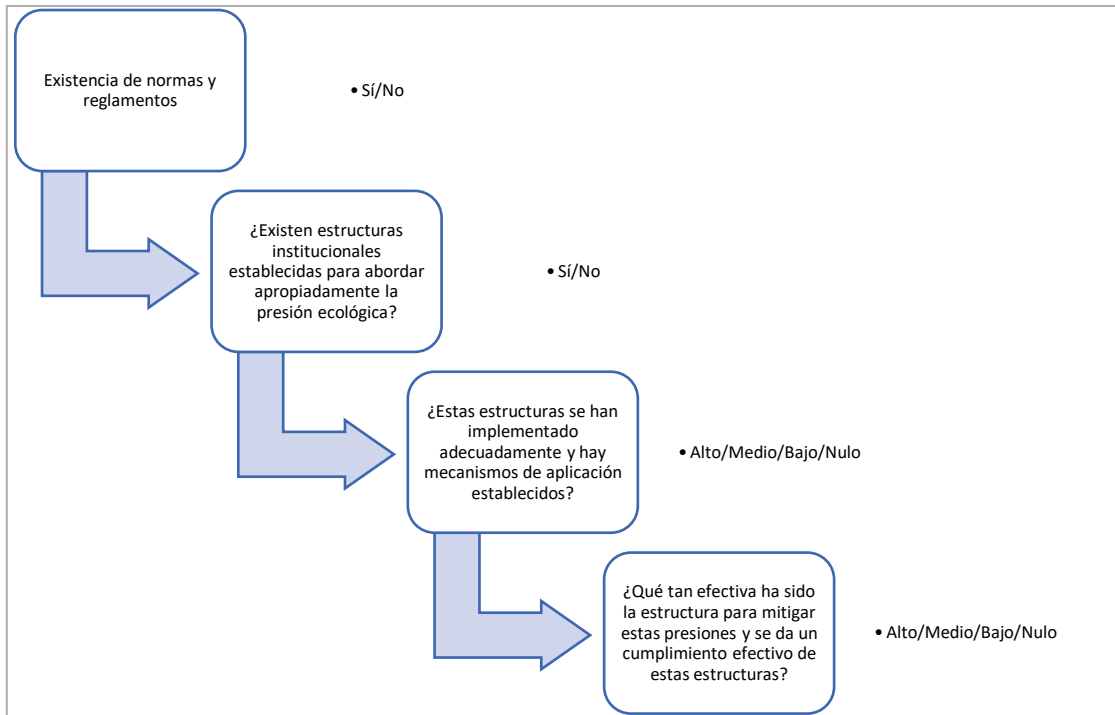 Existencia de normas y
reglamentos
• Sí/No
¿Existen estructuras
institucionales
establecidas para abordar
apropiadamente la
presión ecológica?
• Sí/No
¿Estas estructuras se han
implementado
adecuadamente y hay
mecanismos de aplicación
establecidos?
• Alto/Medio/Bajo/Nulo
¿Qué tan efectiva ha sido
la estructura para mitigar
estas presiones y se da un
cumplimiento efectivo de
estas estructuras?
• Alto/Medio/Bajo/Nulo